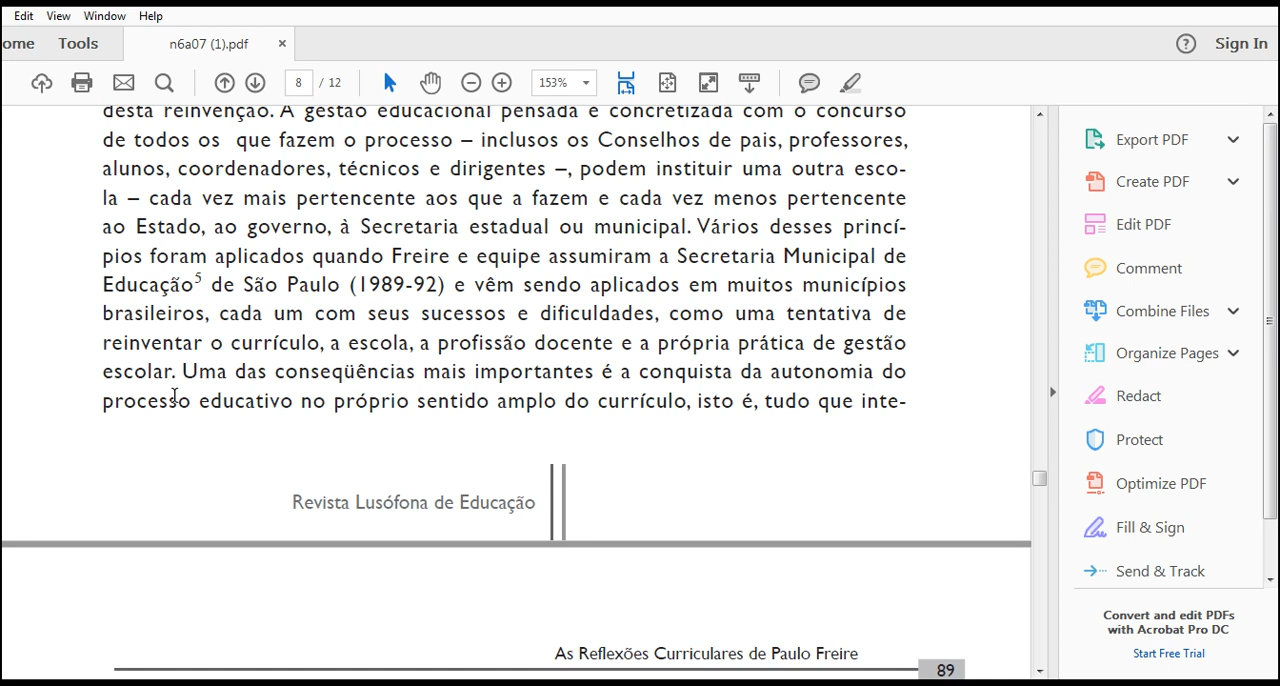 Edit View Window Help
ome Tools n6a07 (1).pdf × ? Sign In
8 / 12 153%
desta reinvenção. A gestão educacional pensada e concretizada com o concurso
de todos os que fazem o processo – inclusos os Conselhos de pais, professores,
alunos, coordenadores, técnicos e dirigentes –, podem instituir uma outra esco-
la – cada vez mais pertencente aos que a fazem e cada vez menos pertencente
ao Estado, ao governo, à Secretaria estadual ou municipal. Vários desses princí-
pios foram aplicados quando Freire e equipe assumiram a Secretaria Municipal de
Educação5 de São Paulo (1989-92) e vêm sendo aplicados em muitos municípios
brasileiros, cada um com seus sucessos e dificuldades, como uma tentativa de
reinventar o currículo, a escola, a profissão docente e a própria prática de gestão
escolar. Uma das conseqüências mais importantes é a conquista da autonomia do
processo educativo no próprio sentido amplo do currículo, isto é, tudo que inte-
Revista Lusófona de Educação
As Reflexões Curriculares de Paulo Freire
89
Export PDF
Create PDF
Edit PDF
Comment
Combine Files
Organize Pages
Redact
Protect
Optimize PDF
Fill & Sign
Send & Track
Convert and edit PDFs
with Acrobat Pro DC
Start Free Trial